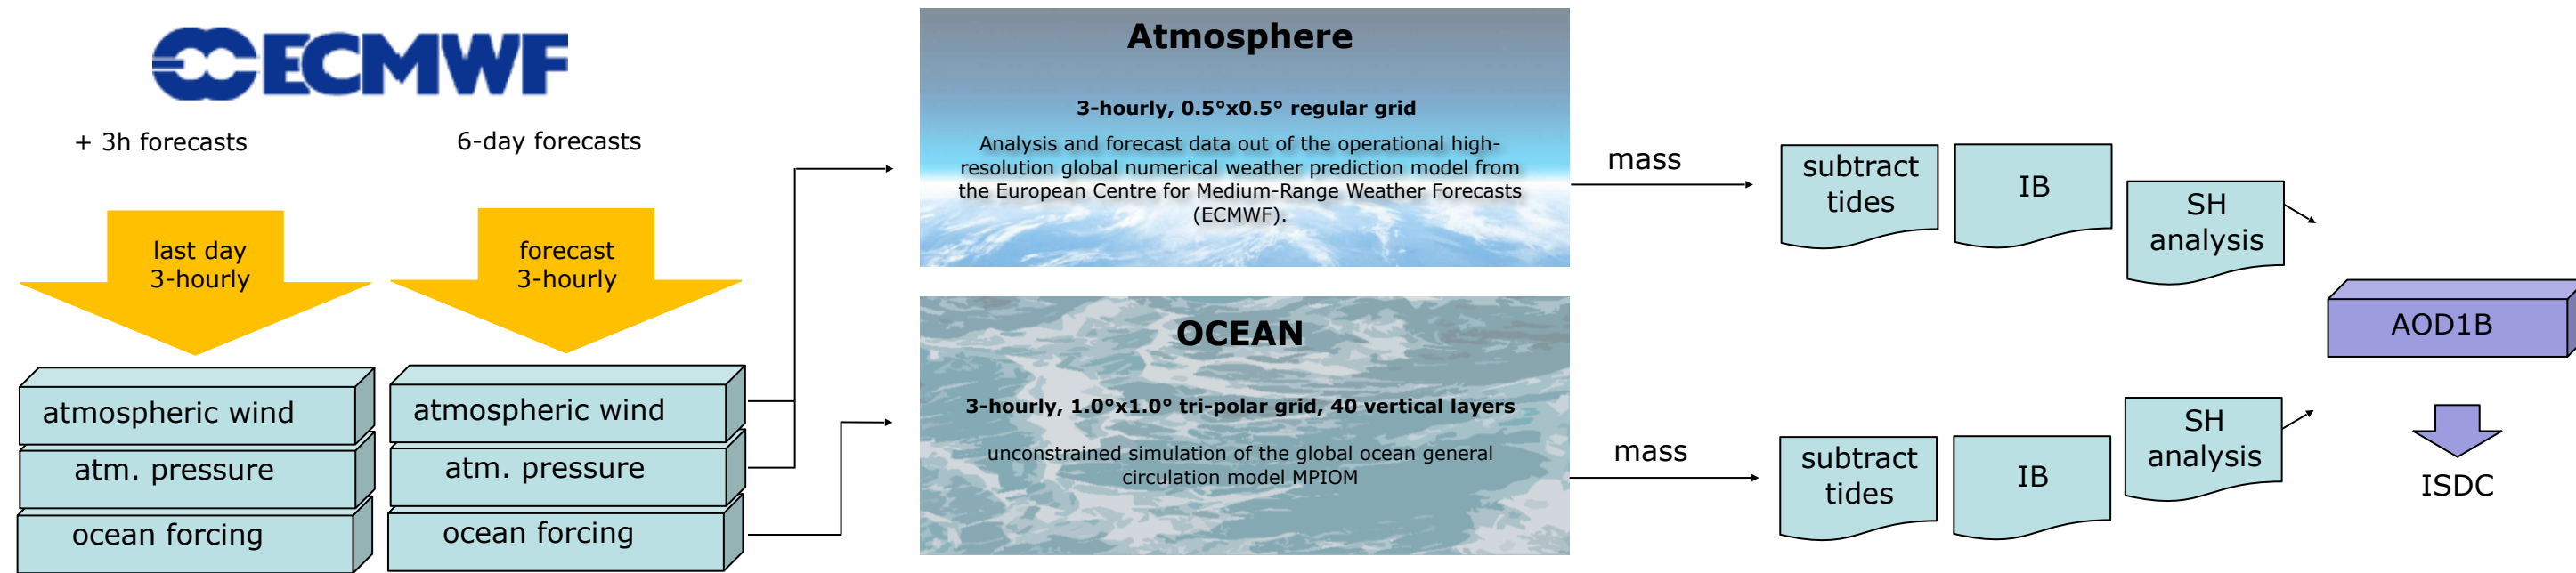 ECMWF
+ 3h forecasts
6-day forecasts
last day
3-hourly
forecast
3-hourly
atmospheric wind
atm. pressure
ocean forcing
atmospheric wind
atm. pressure
ocean forcing
Atmosphere
3-hourly, 0.5°x0.5° regular grid
Analysis and forecast data out of the operational high-
resolution global numerical weather prediction model from
the European Centre for Medium-Range Weather Forecasts
(ECMWF).
OCEAN
3-hourly, 1.0°x1.0° tri-polar grid, 40 vertical layers
unconstrained simulation of the global ocean general
circulation model MPIOM
mass
subtract
tides
IB
SH
analysis
mass
subtract
tides
IB
SH
analysis
AOD1B
ISDC